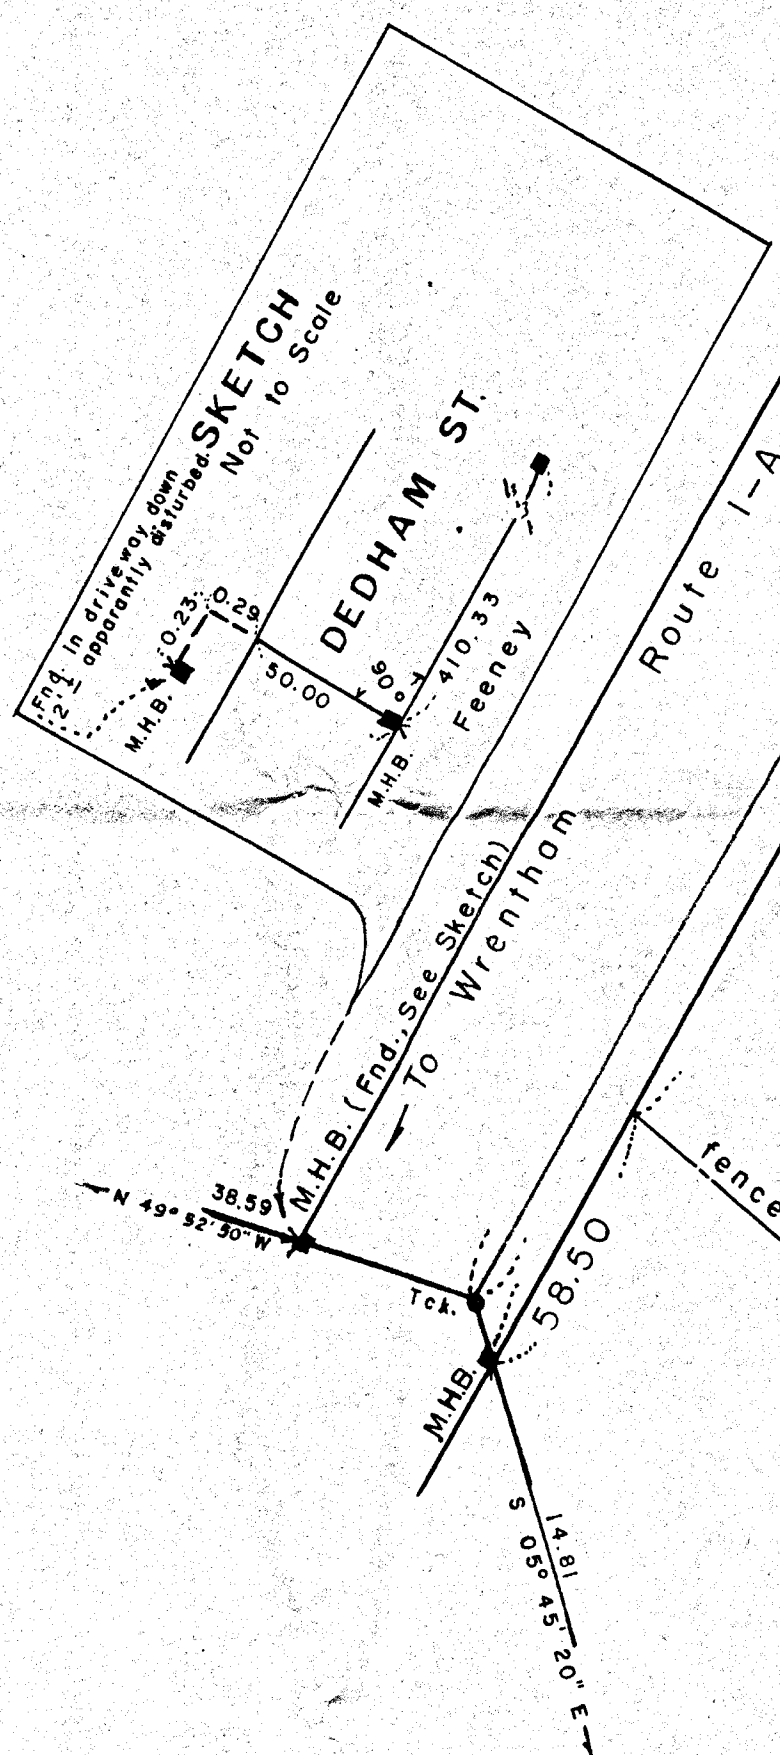 SKETCH
Not to Scale
Fnd. in driveway down
2"± apparantly disturbed.
0.23
0.29
M.H.B.
50.00
90°
DEDHAM ST.
410.33
Feeney
M.H.B.
Route 1-A
To Wrentham
M.H.B. (Fnd., See Sketch)
38.59
N 49° 52' 50" W
Tck.
58.50
fence
M.H.B.
14.81
S 05° 45' 20" E